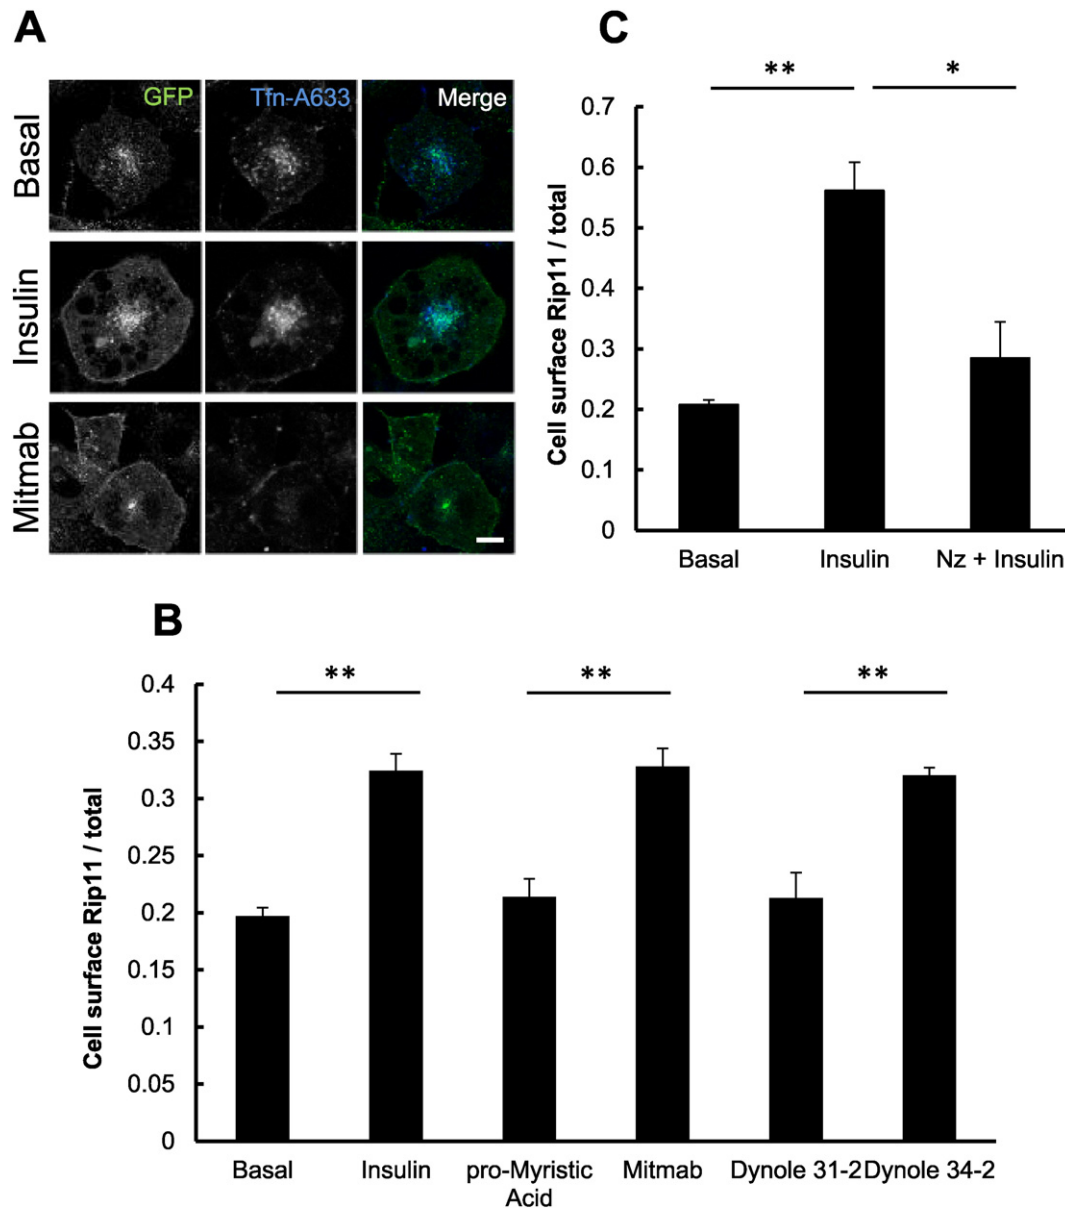 A
GFP
Tfn-A633
Merge
Basal
Insulin
Mitmab
C
**
*
0.7
0.6
0.5
0.4
0.3
0.2
0.1
0
Cell surface Rip11 / total
Basal
Insulin
Nz + Insulin
B
**
**
**
0.4
0.35
0.3
0.25
0.2
0.15
0.1
0.05
0
Cell surface Rip11 / total
Basal
Insulin
pro-Myristic
Acid
Mitmab
Dynole 31-2
Dynole 34-2